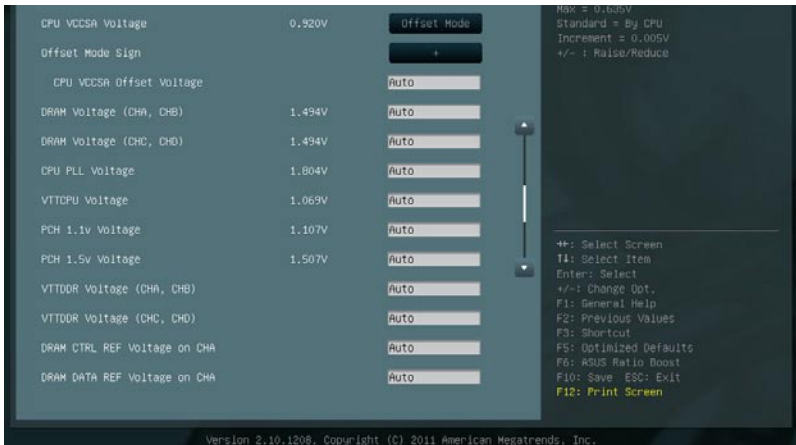 CPU VCCSA Voltage 0.920V Offset Mode
Offset Mode Sign +
CPU VCCSA Offset Voltage Auto
DRAM Voltage (CHA, CHB) 1.494V Auto
DRAM Voltage (CHC, CHD) 1.494V Auto
CPU PLL Voltage 1.804V Auto
VTTCPU Voltage 1.069V Auto
PCH 1.1v Voltage 1.107V Auto
PCH 1.5v Voltage 1.507V Auto
VTTDDR Voltage (CHA, CHB) Auto
VTTDDR Voltage (CHC, CHD) Auto
DRAM CTRL REF Voltage on CHA Auto
DRAM DATA REF Voltage on CHA Auto
Max = 0.635V
Standard = By CPU
Increment = 0.005V
+/- : Raise/Reduce
→←: Select Screen
↑↓: Select Item
Enter: Select
+/-: Change Opt.
F1: General Help
F2: Previous Values
F3: Shortcut
F5: Optimized Defaults
F6: ASUS Ratio Boost
F10: Save ESC: Exit
F12: Print Screen
Version 2.10.1208. Copyright (C) 2011 American Megatrends, Inc.